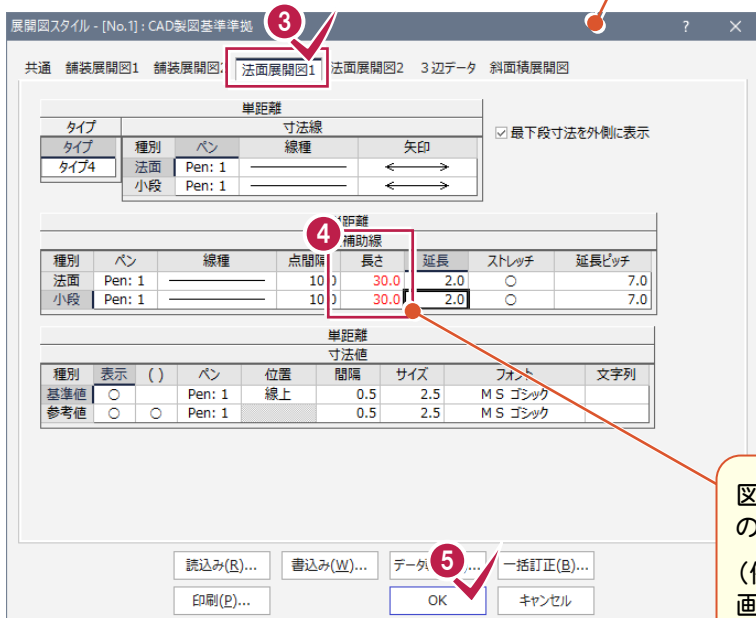 展開図スタイル - [No.1] : CAD製図基準準拠 ? ×
3
共通 舗装展開図1 舗装展開図 法面展開図1 法面展開図2 3辺データ 斜面積展開図
単距離
タイプ 寸法線
タイプ 種別 ペン 線種 矢印
タイプ4 法面 Pen: 1
小段 Pen: 1
最下段寸法を外側に表示
単距離
4
補助線
種別 ペン 線種 点間隔 長さ 延長 ストレッチ 延長ピッチ
法面 Pen: 1 10.0 30.0 2.0 ○ 7.0
小段 Pen: 1 10.0 30.0 2.0 ○ 7.0
単距離
寸法値
種別 表示 ( ) ペン 位置 間隔 サイズ フォント 文字列
基準値 ○ Pen: 1 線上 0.5 2.5 MS ゴシック
参考値 ○ ○ Pen: 1 0.5 2.5 MS ゴシック
図
の
読込み(R)... 書込み(W)... データ 5 ... 一括訂正(B)...
印刷(P)... OK キャンセル
画